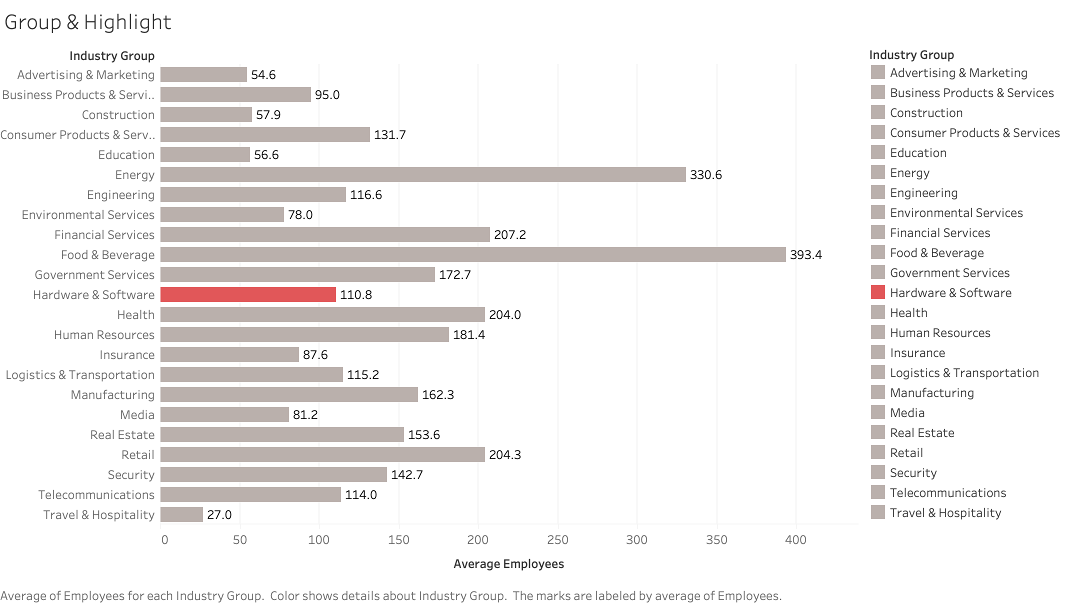 Group & Highlight
Industry Group
Advertising & Marketing 54.6
Business Products & Servi.. 95.0
Construction 57.9
Consumer Products & Serv.. 131.7
Education 56.6
Energy 330.6
Engineering 116.6
Environmental Services 78.0
Financial Services 207.2
Food & Beverage 393.4
Government Services 172.7
Hardware & Software 110.8
Health 204.0
Human Resources 181.4
Insurance 87.6
Logistics & Transportation 115.2
Manufacturing 162.3
Media 81.2
Real Estate 153.6
Retail 204.3
Security 142.7
Telecommunications 114.0
Travel & Hospitality 27.0
0 50 100 150 200 250 300 350 400
Average Employees
Industry Group
Advertising & Marketing
Business Products & Services
Construction
Consumer Products & Services
Education
Energy
Engineering
Environmental Services
Financial Services
Food & Beverage
Government Services
Hardware & Software
Health
Human Resources
Insurance
Logistics & Transportation
Manufacturing
Media
Real Estate
Retail
Security
Telecommunications
Travel & Hospitality
Average of Employees for each Industry Group. Color shows details about Industry Group. The marks are labeled by average of Employees.